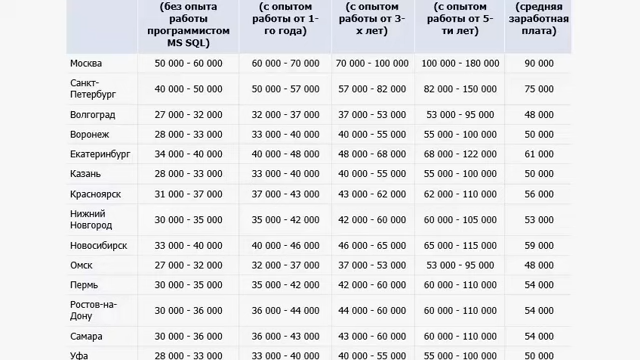 (без опыта работы программистом MS SQL) (с опытом работы от 1-го года) (с опытом работы от 3-х лет) (с опытом работы от 5-ти лет) (средняя заработная плата)
Москва 50 000 - 60 000 60 000 - 70 000 70 000 - 100 000 100 000 - 180 000 90 000
Санкт-Петербург 40 000 - 50 000 50 000 - 57 000 57 000 - 82 000 82 000 - 150 000 75 000
Волгоград 27 000 - 32 000 32 000 - 37 000 37 000 - 53 000 53 000 - 95 000 48 000
Воронеж 28 000 - 33 000 33 000 - 40 000 40 000 - 55 000 55 000 - 100 000 50 000
Екатеринбург 34 000 - 40 000 40 000 - 48 000 48 000 - 68 000 68 000 - 122 000 61 000
Казань 28 000 - 33 000 33 000 - 40 000 40 000 - 55 000 55 000 - 100 000 50 000
Красноярск 31 000 - 37 000 37 000 - 43 000 43 000 - 62 000 62 000 - 110 000 56 000
Нижний Новгород 30 000 - 35 000 35 000 - 42 000 42 000 - 60 000 60 000 - 105 000 53 000
Новосибирск 33 000 - 40 000 40 000 - 46 000 46 000 - 65 000 65 000 - 115 000 59 000
Омск 27 000 - 32 000 32 000 - 37 000 37 000 - 53 000 53 000 - 95 000 48 000
Пермь 30 000 - 35 000 35 000 - 42 000 42 000 - 60 000 60 000 - 110 000 54 000
Ростов-на-Дону 30 000 - 36 000 36 000 - 44 000 44 000 - 60 000 60 000 - 110 000 54 000
Самара 30 000 - 36 000 36 000 - 43 000 43 000 - 60 000 60 000 - 110 000 54 000
Уфа 28 000 - 33 000 33 000 - 40 000 40 000 - 55 000 55 000 - 100 000 50 000